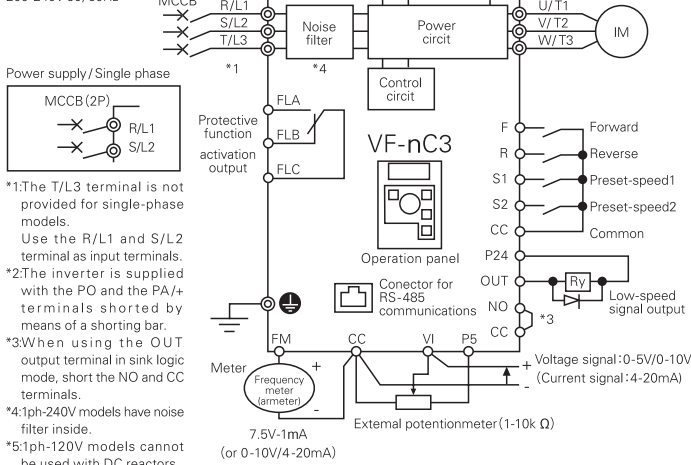 MCCB
R/L1
S/L2
T/L3
*1
Noise
filter
*4
Power
circit
Control
circit
U/T1
V/T2
W/T3
IM
Power supply/Single phase
MCCB(2P)
R/L1
S/L2
Protective
function
activation
output
FLA
FLB
FLC
VF-nC3
Operation panel
Conector for
RS-485
communications
F
R
S1
S2
CC
P24
OUT
NO
CC
*3
Forward
Reverse
Preset-speed1
Preset-speed2
Common
Ry
Low-speed
signal output
*1:The T/L3 terminal is not
provided for single-phase
models.
Use the R/L1 and S/L2
terminal as input terminals.
*2:The inverter is supplied
with the PO and the PA/+
terminals shorted by
means of a shorting bar.
*3:When using the OUT
output terminal in sink logic
mode, short the NO and CC
terminals.
*4:1ph-240V models have noise
filter inside.
*5:1ph-120V models cannot
be used with DC reactors
FM
CC
VI
P5
Meter
+
Frequency
meter
(armeter)
-
7.5V-1mA
(or 0-10V/4-20mA)
+
-
Voltage signal:0-5V/0-10V
(Current signal:4-20mA)
External potentionmeter(1-10k Ω)